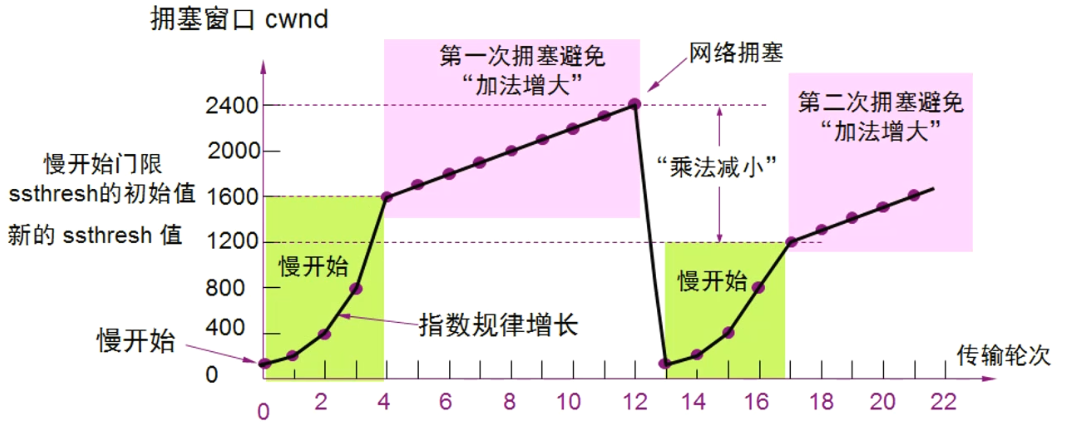 拥塞窗口 cwnd
第一次拥塞避免
“加法增大”
网络拥塞
第二次拥塞避免
“加法增大”
2400
2000
慢开始门限
ssthresh的初始值
1600
“乘法减小”
新的 ssthresh 值
1200
慢开始
慢开始
800
400
指数规律增长
慢开始
0
传输轮次
0 2 4 6 8 10 12 13 14 16 17 18 20 22